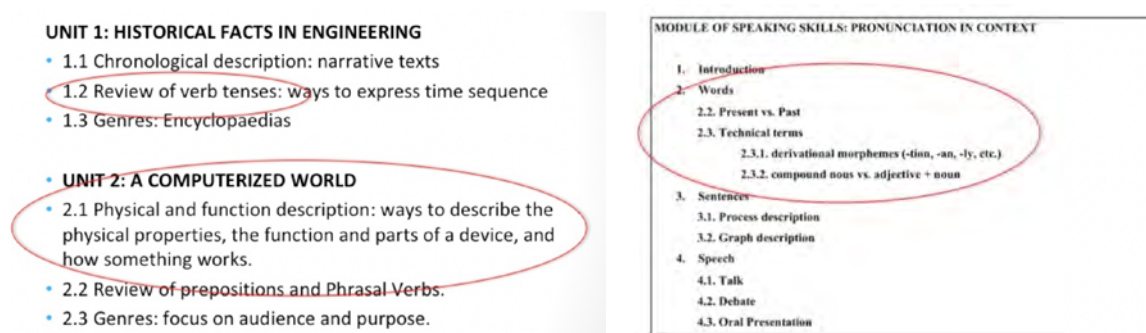 UNIT 1: HISTORICAL FACTS IN ENGINEERING
• 1.1 Chronological description: narrative texts
• 1.2 Review of verb tenses: ways to express time sequence
• 1.3 Genres: Encyclopaedias
• UNIT 2: A COMPUTERIZED WORLD
• 2.1 Physical and function description: ways to describe the
physical properties, the function and parts of a device, and
how something works.
• 2.2 Review of prepositions and Phrasal Verbs.
• 2.3 Genres: focus on audience and purpose.
MODULE OF SPEAKING SKILLS: PRONUNCIATION IN CONTEXT
1. Introduction
2. Words
2.2. Present vs. Past
2.3. Technical terms
2.3.1. derivational morphemes (-tion, -an, -ly, etc.)
2.3.2. compound nous vs. adjective + noun
3. Sentences
3.1. Process description
3.2. Graph description
4. Speech
4.1. Talk
4.2. Debate
4.3. Oral Presentation